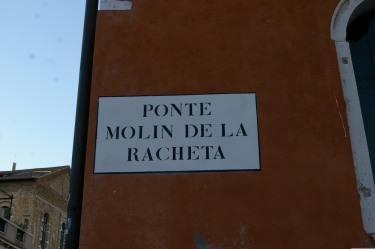 PONTE
MOLIN DE LA
RACHETA